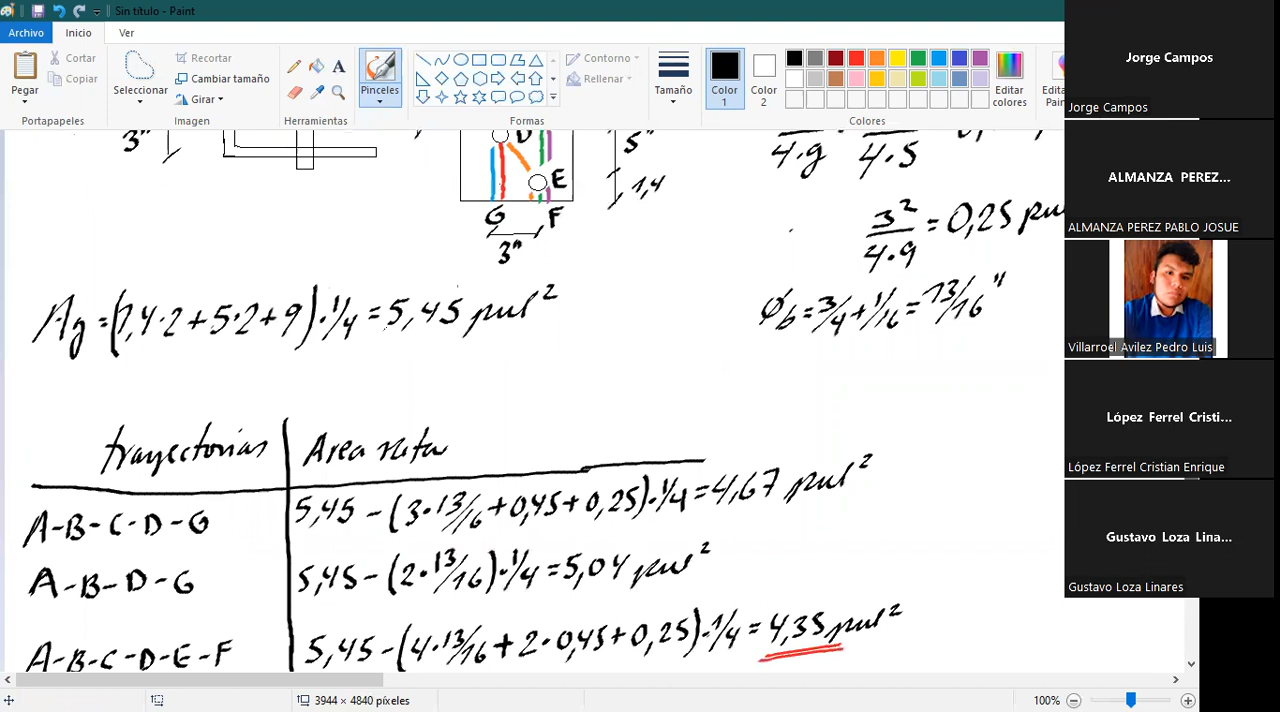 Sin título - Paint
Archivo Inicio Ver
Pegar
Cortar
Copiar
Portapapeles
Seleccionar
Recortar
Cambiar tamaño
Girar
Imagen
A
Herramientas
Pinceles
Contorno
Rellenar
Formas
Tamaño
Color 1
Color 2
Editar colores
Colores
3"
D
E
G F
3"
5"
1,4
4.g 4.5
3²/4.9 = 0,25 pul
Ag = (1,4·2+5·2+9)·1/4 = 5,45 pul²
ϕb = 3/4+1/16 = 13/16"
trayectorias Area neta
A-B-C-D-G 5,45 - (3·13/16+0,45+0,25)·1/4 = 4,67 pul²
A-B-D-G 5,45 - (2·13/16)·1/4 = 5,04 pul²
A-B-C-D-E-F 5,45 - (4·13/16+2·0,45+0,25)·1/4 = 4,35 pul²
3944 × 4840 píxeles
100%
Jorge Campos
Jorge Campos
ALMANZA PEREZ...
ALMANZA PEREZ PABLO JOSUE
Villarroel Avilez Pedro Luis
López Ferrel Cristi...
López Ferrel Cristian Enrique
Gustavo Loza Lina...
Gustavo Loza Linares